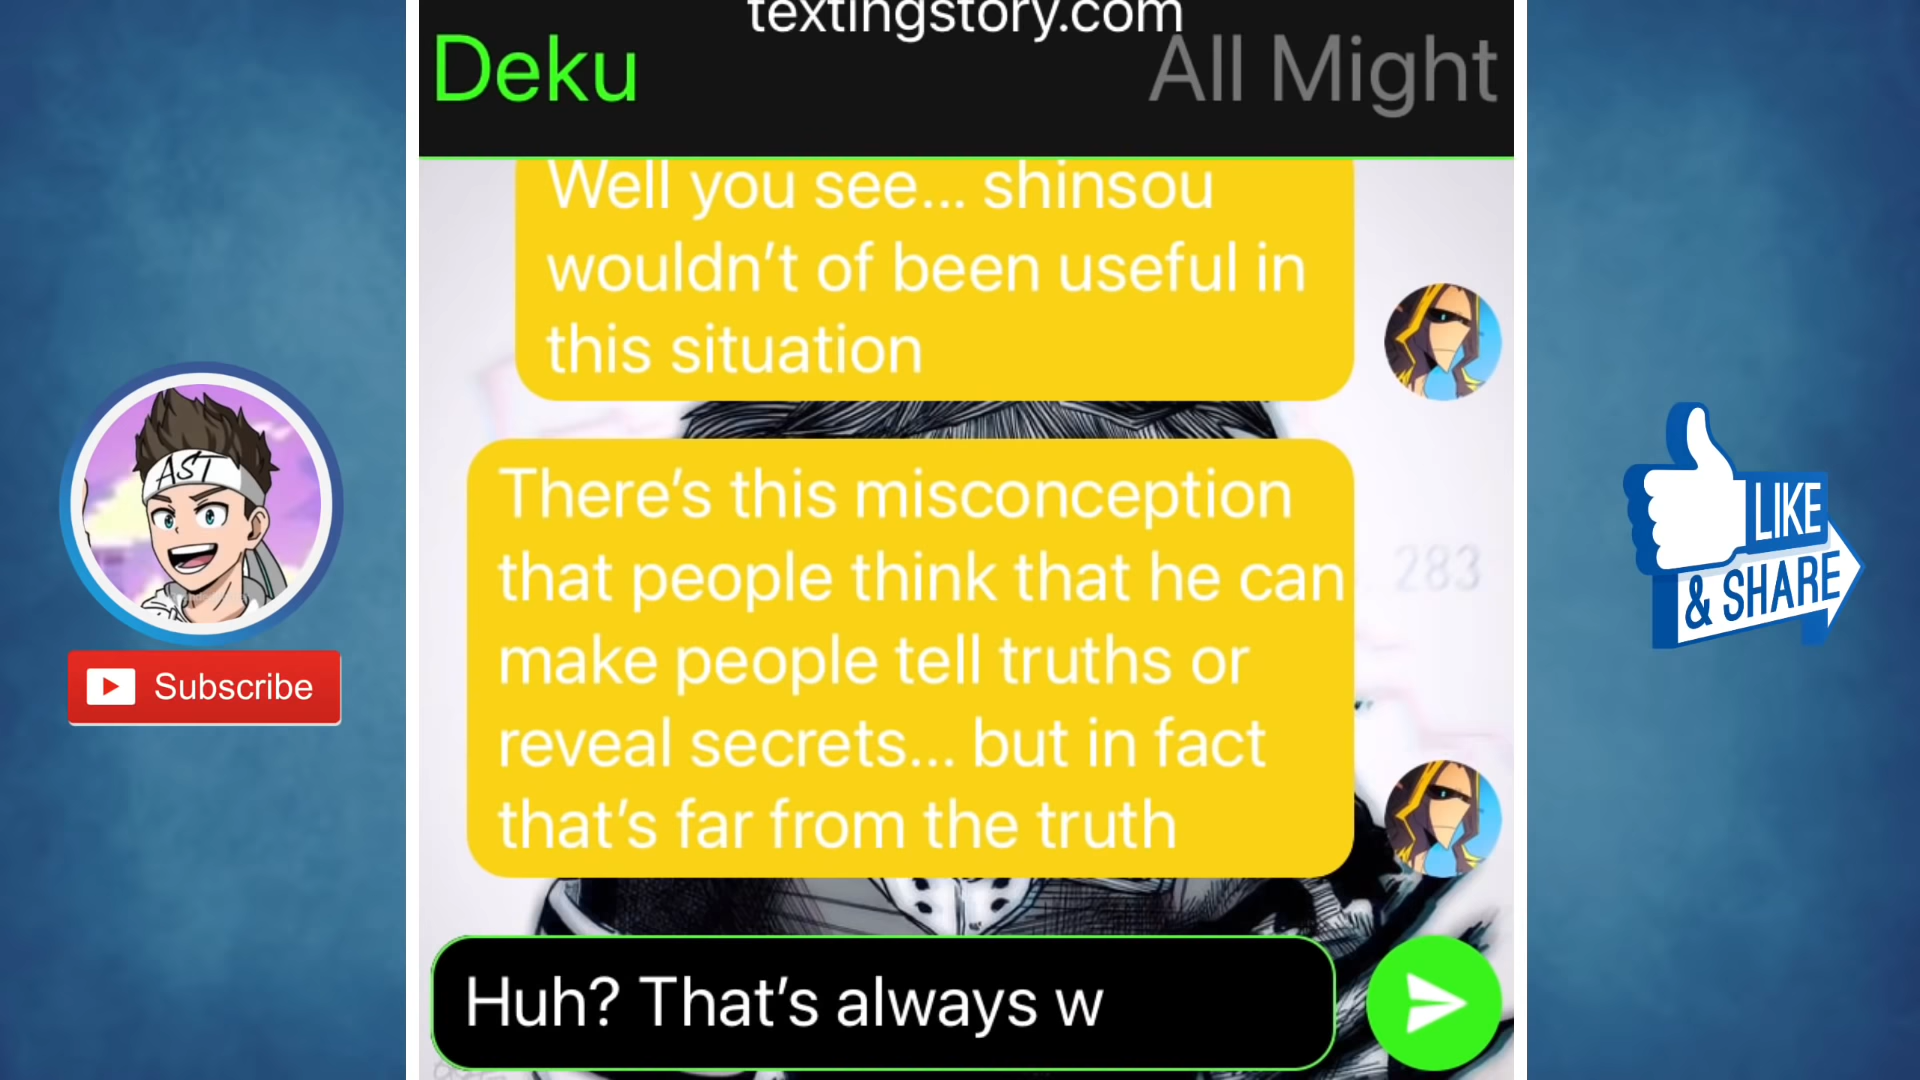 textingstory.com
Deku
All Might
Well you see... shinsou
wouldn't of been useful in
this situation
There's this misconception
that people think that he can
make people tell truths or
reveal secrets... but in fact
that's far from the truth
283
Huh? That's always w
AST
Subscribe
LIKE
& SHARE